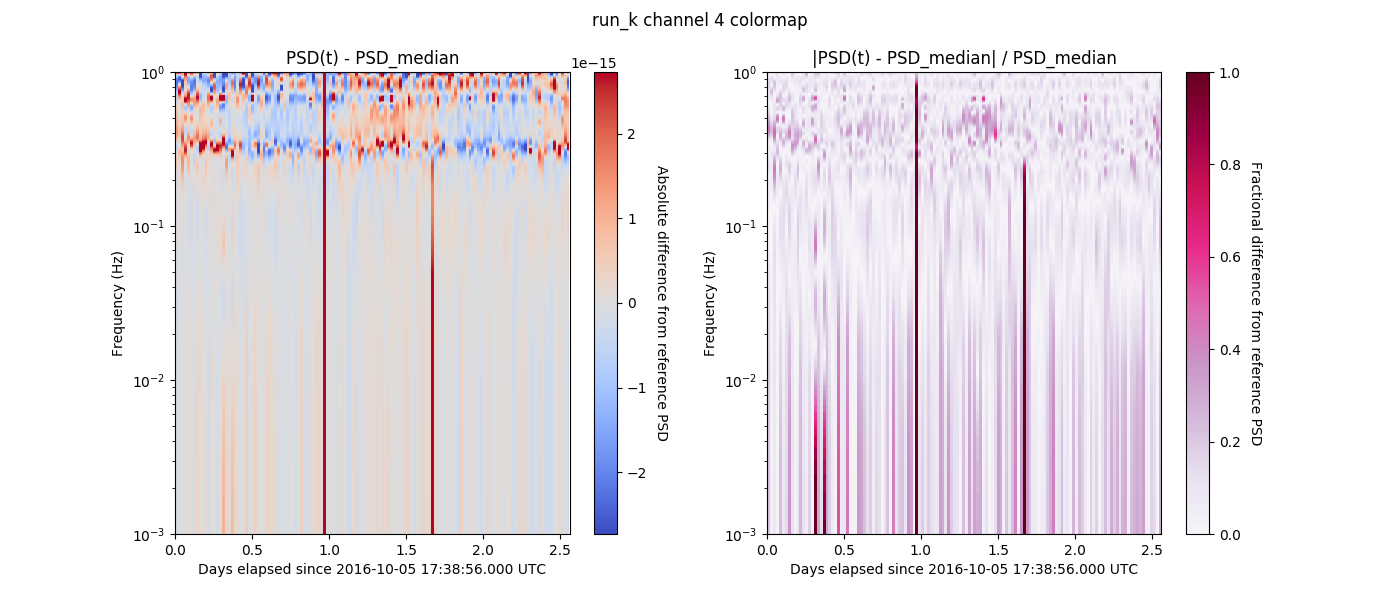 run_k channel 4 colormap
PSD(t) - PSD_median
1e−15
10⁰
10⁻¹
10⁻²
10⁻³
Frequency (Hz)
0.0 0.5 1.0 1.5 2.0 2.5
Days elapsed since 2016-10-05 17:38:56.000 UTC
2
1
0
−1
−2
Absolute difference from reference PSD
|PSD(t) - PSD_median| / PSD_median
10⁰
10⁻¹
10⁻²
10⁻³
Frequency (Hz)
0.0 0.5 1.0 1.5 2.0 2.5
Days elapsed since 2016-10-05 17:38:56.000 UTC
1.0
0.8
0.6
0.4
0.2
0.0
Fractional difference from reference PSD